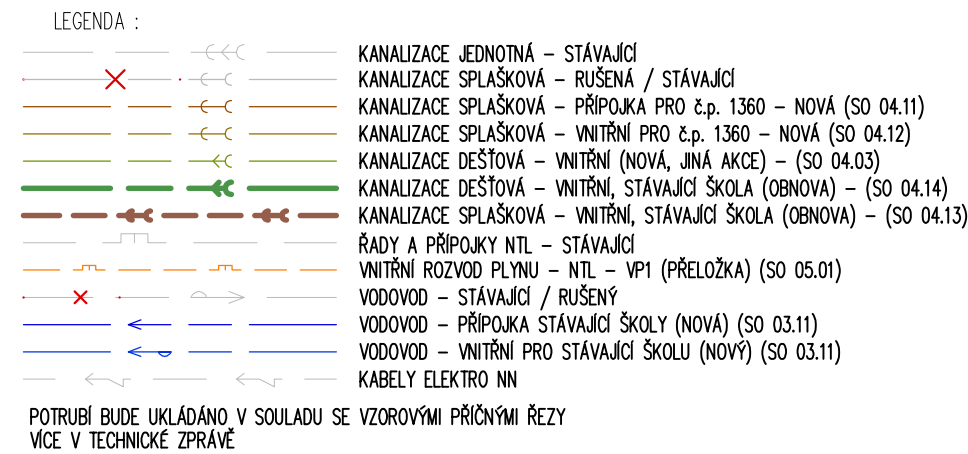 LEGENDA :
KANALIZACE JEDNOTNÁ – STÁVAJÍCÍ
KANALIZACE SPLAŠKOVÁ – RUŠENÁ / STÁVAJÍCÍ
KANALIZACE SPLAŠKOVÁ – PŘÍPOJKA PRO č.p. 1360 – NOVÁ (SO 04.11)
KANALIZACE SPLAŠKOVÁ – VNITŘNÍ PRO č.p. 1360 – NOVÁ (SO 04.12)
KANALIZACE DEŠŤOVÁ – VNITŘNÍ (NOVÁ, JINÁ AKCE) – (SO 04.03)
KANALIZACE DEŠŤOVÁ – VNITŘNÍ, STÁVAJÍCÍ ŠKOLA (OBNOVA) – (SO 04.14)
KANALIZACE SPLAŠKOVÁ – VNITŘNÍ, STÁVAJÍCÍ ŠKOLA (OBNOVA) – (SO 04.13)
ŘADY A PŘÍPOJKY NTL – STÁVAJÍCÍ
VNITŘNÍ ROZVOD PLYNU – NTL – VP1 (PŘELOŽKA) (SO 05.01)
VODOVOD – STÁVAJÍCÍ / RUŠENÝ
VODOVOD – PŘÍPOJKA STÁVAJÍCÍ ŠKOLY (NOVÁ) (SO 03.11)
VODOVOD – VNITŘNÍ PRO STÁVAJÍCÍ ŠKOLU (NOVÝ) (SO 03.11)
KABELY ELEKTRO NN
POTRUBÍ BUDE UKLÁDÁNO V SOULADU SE VZOROVÝMI PŘÍČNÝMI ŘEZY
VÍCE V TECHNICKÉ ZPRÁVĚ